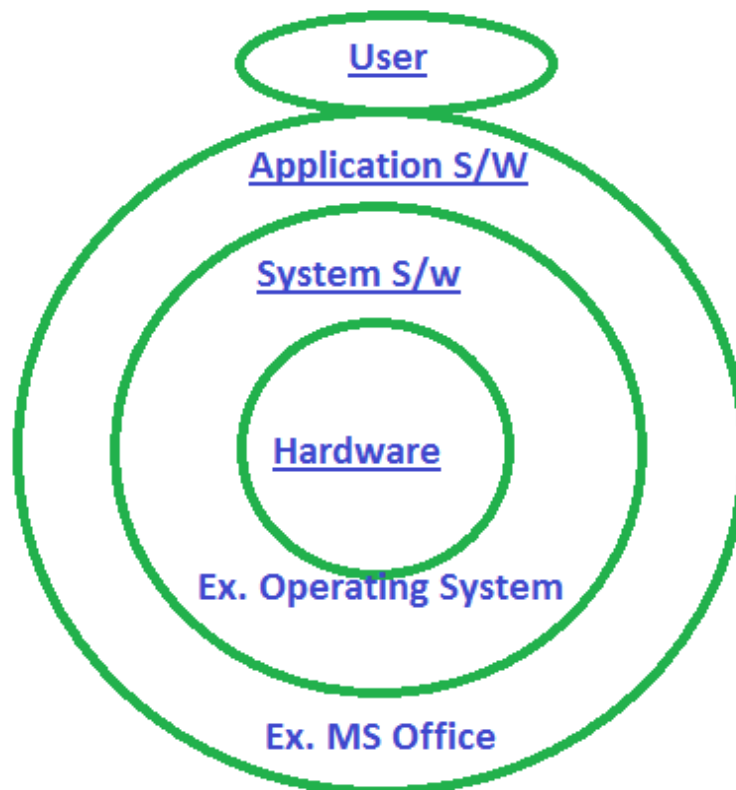 User
Application S/W
System S/w
Hardware
Ex. Operating System
Ex. MS Office